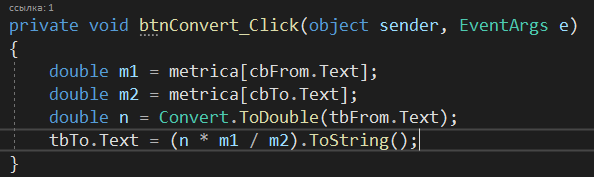 ссылка: 1
private void btnConvert_Click(object sender, EventArgs e)
{
double m1 = metrica[cbFrom.Text];
double m2 = metrica[cbTo.Text];
double n = Convert.ToDouble(tbFrom.Text);
tbTo.Text = (n * m1 / m2).ToString();
}